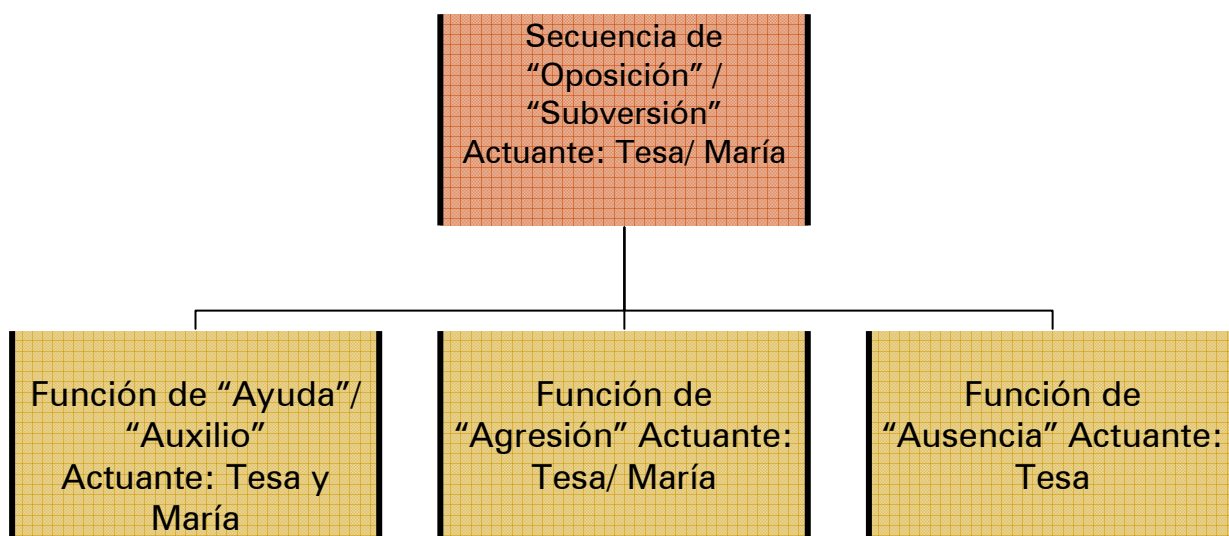 Secuencia de
“Oposición” /
“Subversión”
Actuante: Tesa/ María
Función de “Ayuda”/
“Auxilio”
Actuante: Tesa y
María
Función de
“Agresión” Actuante:
Tesa/ María
Función de
“Ausencia” Actuante:
Tesa